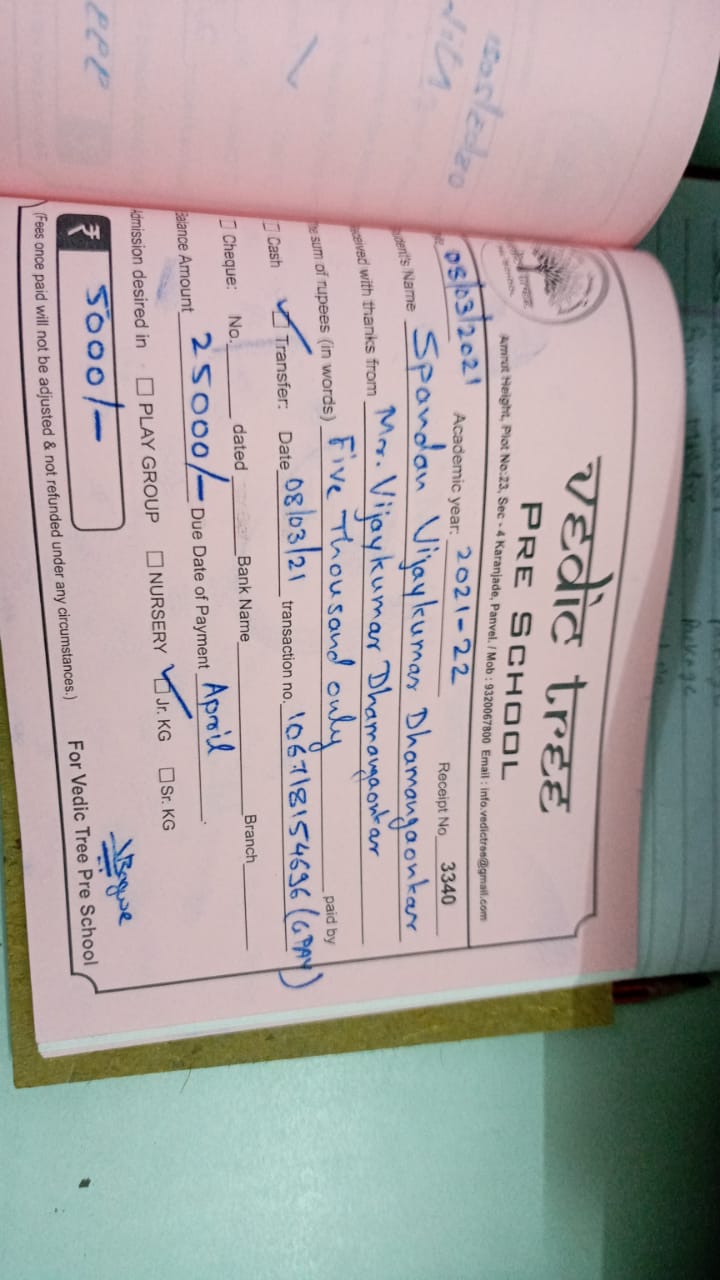 vedic tree
PRE SCHOOL
Amrut Height, Plot No:23, Sec - 4 Karanjade, Panvel. / Mob : 9320067800 Email : info.vedictree@gmail.com
08/03/2021 Academic year: 2021-22 Receipt No 3340
Student's Name Spandan Vijaykumar Dhamangaonkar
Received with thanks from Mr. Vijaykumar Dhamangaonkar
the sum of rupees (in words) Five Thousand only paid by
Cash Transfer: Date 08/03/21 transaction no. 106718154696 (GPAY)
Cheque: No. dated Bank Name Branch
Balance Amount 25000/- Due Date of Payment April
Admission desired in PLAY GROUP NURSERY Jr. KG Sr. KG
₹ 5000/-
For Vedic Tree Pre School
(Fees once paid will not be adjusted & not refunded under any circumstances.)